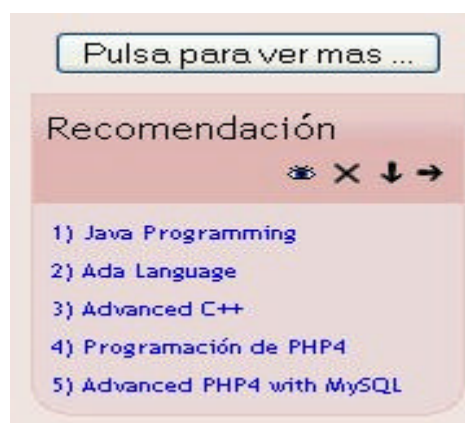 Pulsa para ver mas ...
Recomendación
1) Java Programming
2) Ada Language
3) Advanced C++
4) Programación de PHP4
5) Advanced PHP4 with MySQL